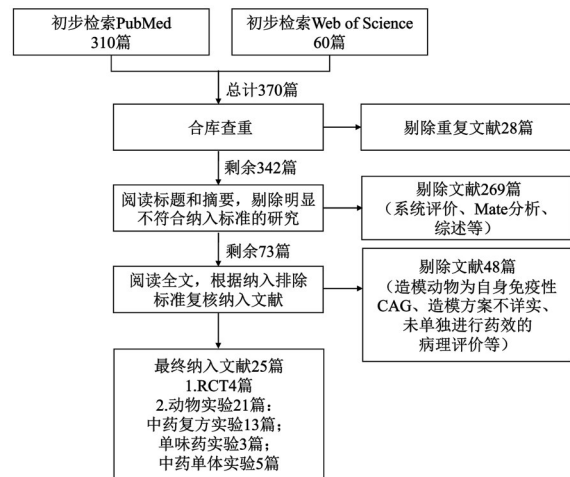 初步检索PubMed
310篇
初步检索Web of Science
60篇
总计370篇
合库查重
剔除重复文献28篇
剩余342篇
阅读标题和摘要，剔除明显
不符合纳入标准的研究
剔除文献269篇
（系统评价、Mate分析、
综述等）
剩余73篇
阅读全文，根据纳入排除
标准复核纳入文献
剔除文献48篇
（造模动物为自身免疫性
CAG、造模方案不详实、
未单独进行药效的
病理评价等）
最终纳入文献25篇
1.RCT4篇
2.动物实验21篇：
中药复方实验13篇；
单味药实验3篇；
中药单体实验5篇